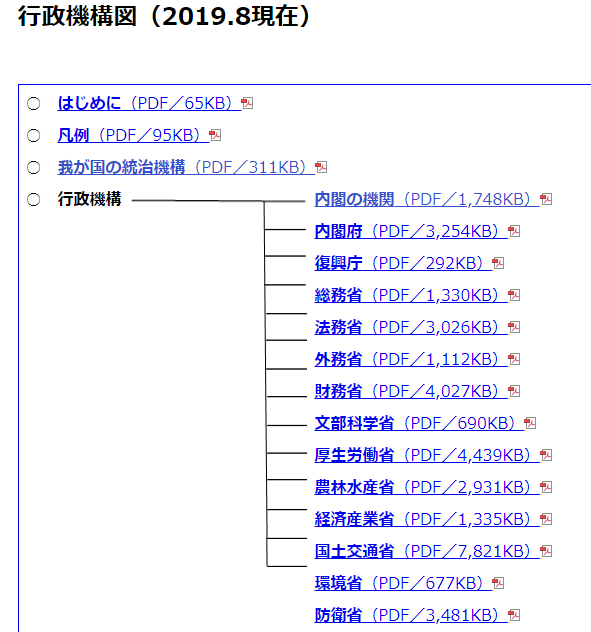 行政機構図（2019.8現在）
○ はじめに（PDF／65KB）
○ 凡例（PDF／95KB）
○ 我が国の統治機構（PDF／311KB）
○ 行政機構 内閣の機関（PDF／1,748KB）
内閣府（PDF／3,254KB）
復興庁（PDF／292KB）
総務省（PDF／1,330KB）
法務省（PDF／3,026KB）
外務省（PDF／1,112KB）
財務省（PDF／4,027KB）
文部科学省（PDF／690KB）
厚生労働省（PDF／4,439KB）
農林水産省（PDF／2,931KB）
経済産業省（PDF／1,335KB）
国土交通省（PDF／7,821KB）
環境省（PDF／677KB）
防衛省（PDF／3,481KB）